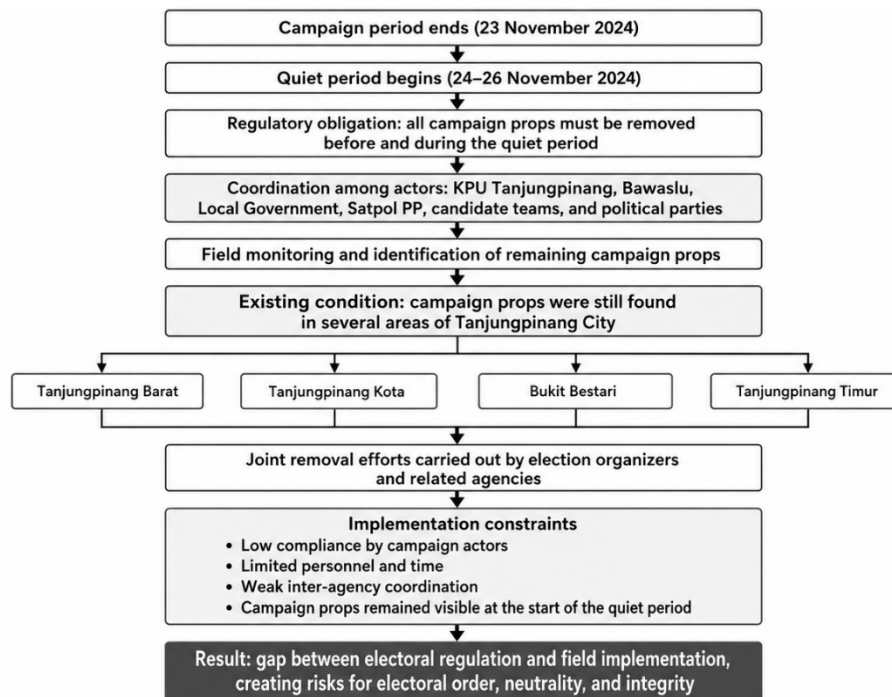 Campaign period ends (23 November 2024)
Quiet period begins (24–26 November 2024)
Regulatory obligation: all campaign props must be removed
before and during the quiet period
Coordination among actors: KPU Tanjungpinang, Bawaslu,
Local Government, Satpol PP, candidate teams, and political parties
Field monitoring and identification of remaining campaign props
Existing condition: campaign props were still found
in several areas of Tanjungpinang City
Tanjungpinang Barat
Tanjungpinang Kota
Bukit Bestari
Tanjungpinang Timur
Joint removal efforts carried out by election organizers
and related agencies
Implementation constraints
• Low compliance by campaign actors
• Limited personnel and time
• Weak inter-agency coordination
• Campaign props remained visible at the start of the quiet period
Result: gap between electoral regulation and field implementation,
creating risks for electoral order, neutrality, and integrity